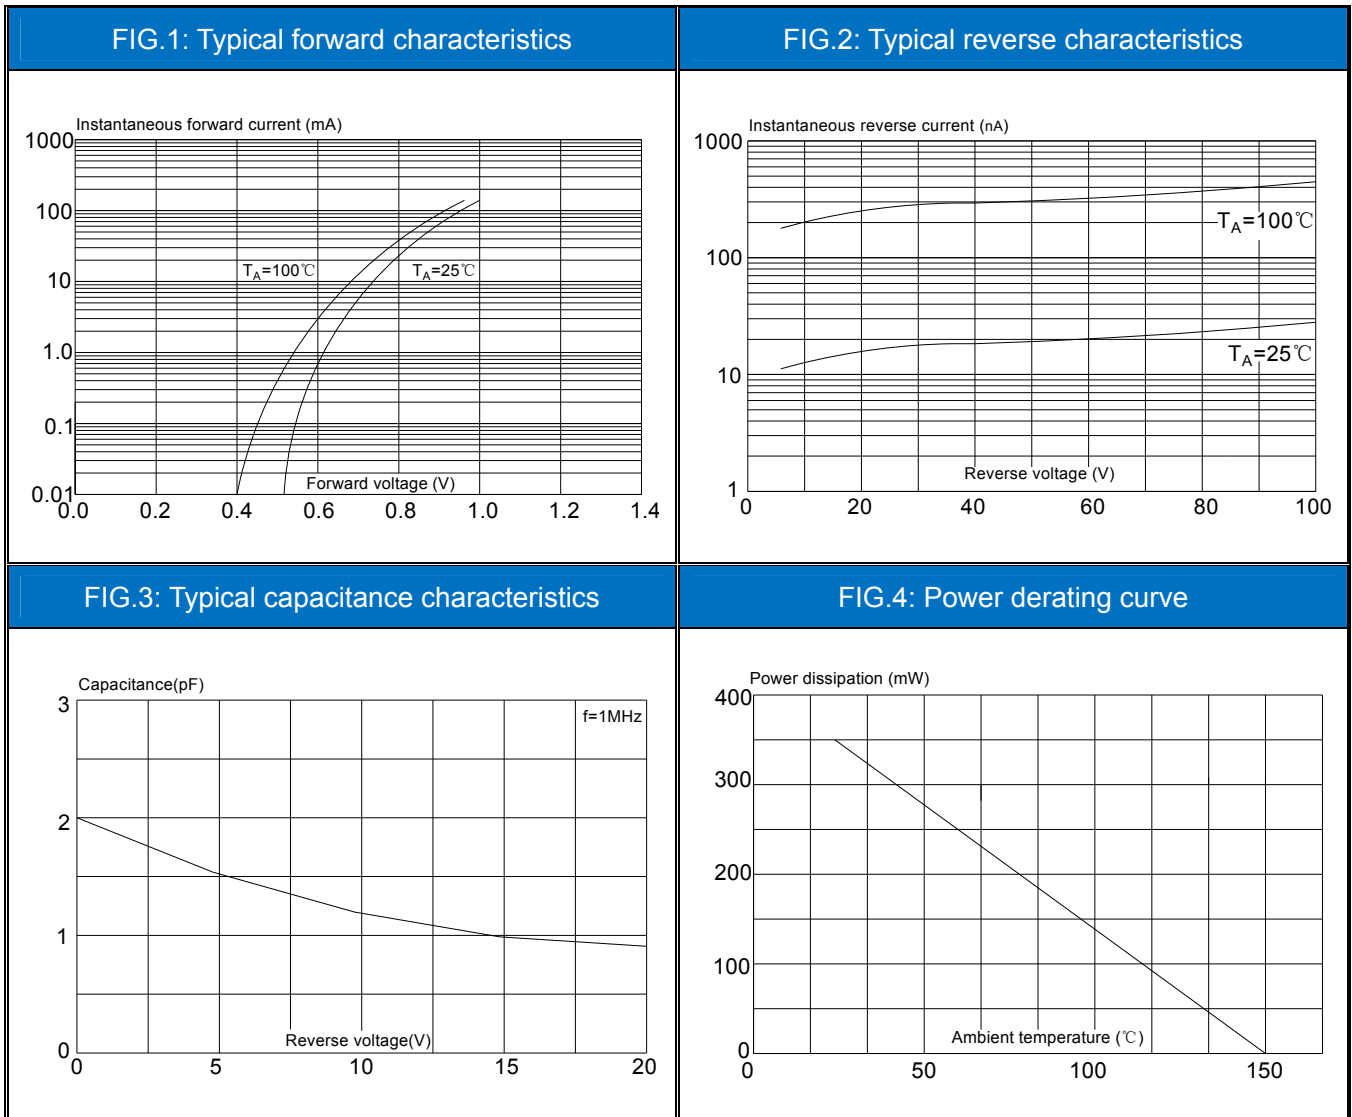 FIG.1: Typical forward characteristics
Instantaneous forward current (mA)
1000
100
10
1.0
0.1
0.01
TA=100℃
TA=25℃
Forward voltage (V)
0.0 0.2 0.4 0.6 0.8 1.0 1.2 1.4
FIG.2: Typical reverse characteristics
Instantaneous reverse current (nA)
1000
100
10
1
TA=100℃
TA=25℃
Reverse voltage (V)
0 20 40 60 80 100
FIG.3: Typical capacitance characteristics
Capacitance(pF)
3
2
1
0
f=1MHz
Reverse voltage(V)
0 5 10 15 20
FIG.4: Power derating curve
Power dissipation (mW)
400
300
200
100
0
Ambient temperature (℃)
0 50 100 150